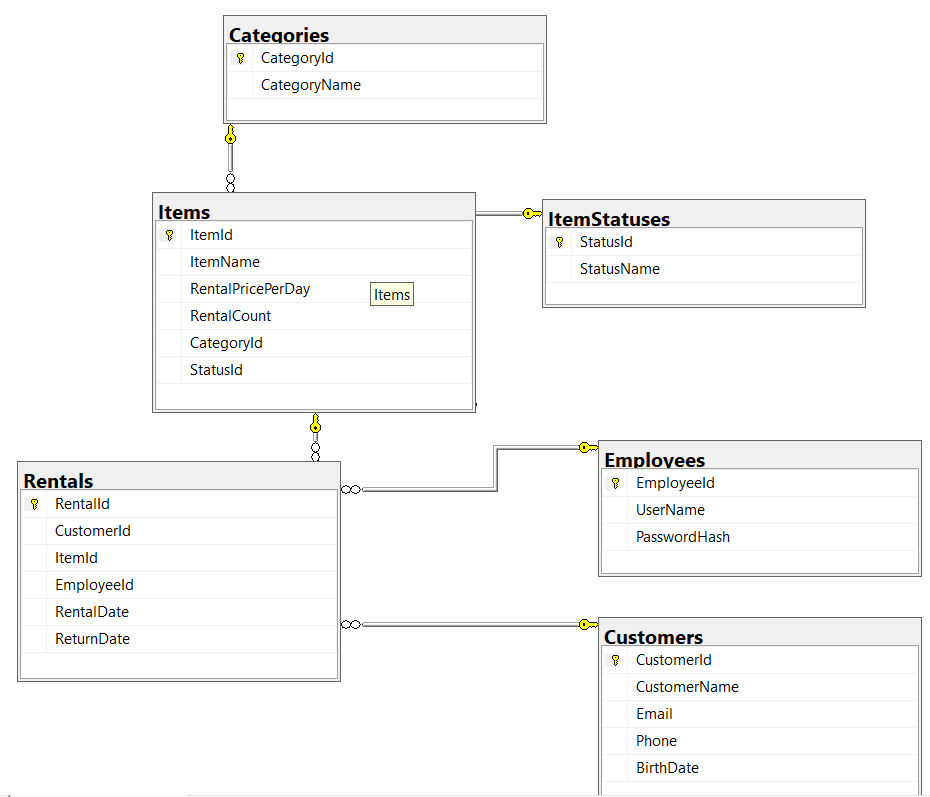 Categories
CategoryId
CategoryName
Items
ItemId
ItemName
RentalPricePerDay
Items
RentalCount
CategoryId
StatusId
ItemStatuses
StatusId
StatusName
Rentals
RentalId
CustomerId
ItemId
EmployeeId
RentalDate
ReturnDate
Employees
EmployeeId
UserName
PasswordHash
Customers
CustomerId
CustomerName
Email
Phone
BirthDate